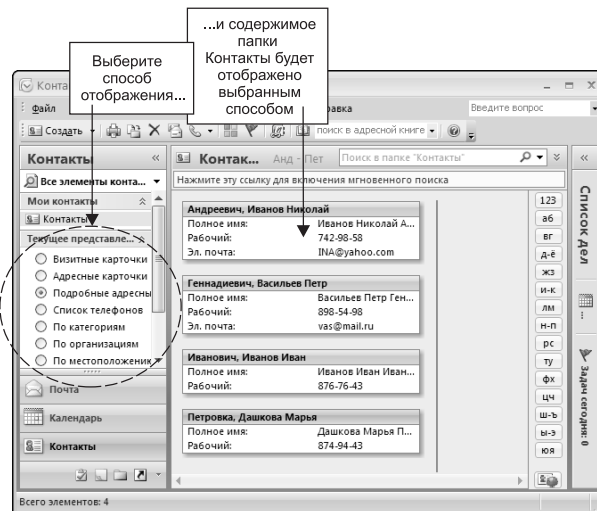 Выберите
способ
отображения...
...и содержимое
папки
Контакты будет
отображено
выбранным
способом
Конта
Файл
равка
Введите вопрос
Создать
поиск в адресной книге
Контакты
Все элементы конта...
Мои контакты
Контакты
Текущее представле...
Визитные карточки
Адресные карточки
Подробные адресны
Список телефонов
По категориям
По организациям
По местоположению
Почта
Календарь
Контакты
Контак... Анд - Пет Поиск в папке "Контакты"
Нажмите эту ссылку для включения мгновенного поиска
Андреевич, Иванов Николай
Полное имя: Иванов Николай А...
Рабочий: 742-98-58
Эл. почта: INA@yahoo.com
Геннадиевич, Васильев Петр
Полное имя: Васильев Петр Ген...
Рабочий: 898-54-98
Эл. почта: vas@mail.ru
Иванович, Иванов Иван
Полное имя: Иванов Иван Иван...
Рабочий: 876-76-43
Петровка, Дашкова Марья
Полное имя: Дашкова Марья П...
Рабочий: 874-94-43
123
аб
вг
д-ё
жз
и-к
лм
н-п
рс
ту
фх
цч
ш-ъ
ы-э
юя
Список дел
Задач сегодня: 0
Всего элементов: 4